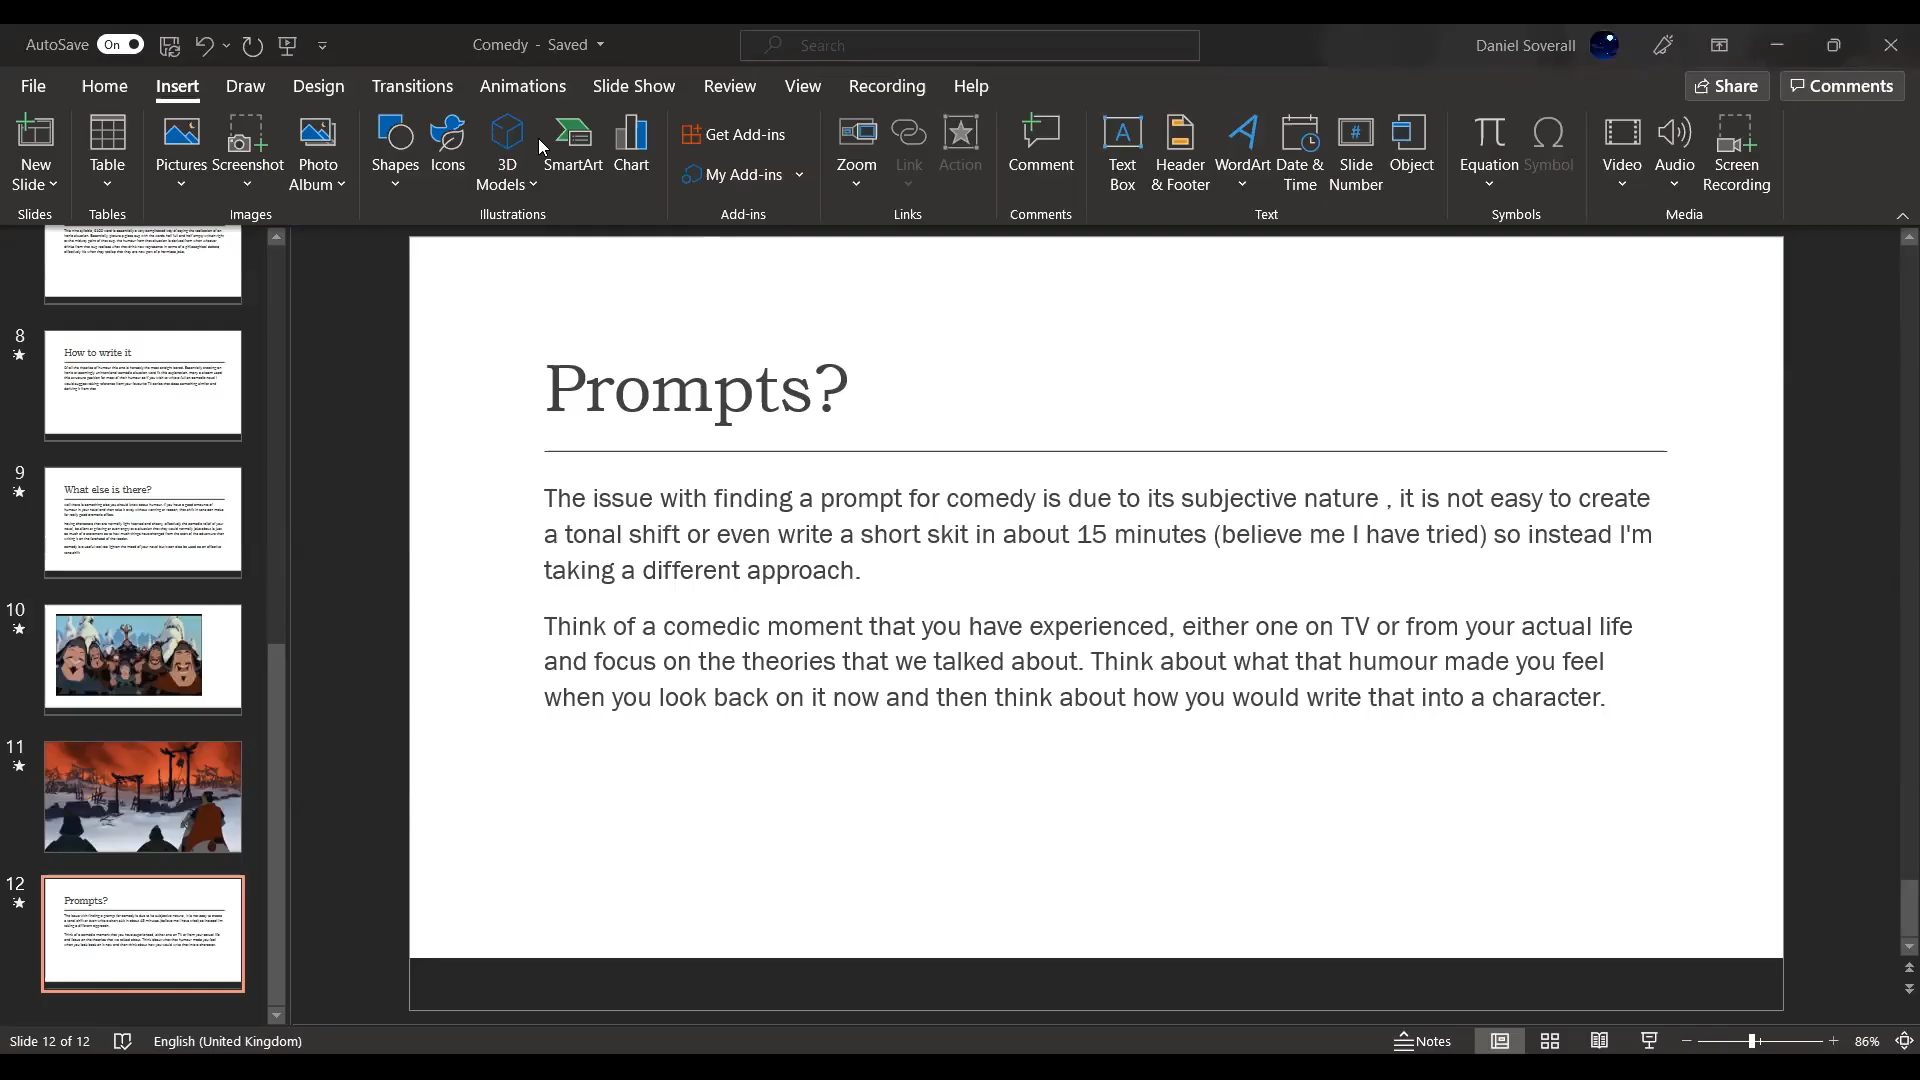 AutoSave On Comedy - Saved Search Daniel Soverall
File Home Insert Draw Design Transitions Animations Slide Show Review View Recording Help Share Comments
New Slide Table Pictures Screenshot Photo Album Shapes Icons 3D Models SmartArt Chart Get Add-ins My Add-ins Zoom Link Action Comment Text Box Header & Footer WordArt Date & Time Slide Number Object Equation Symbol Video Audio Screen Recording
Slides Tables Images Illustrations Add-ins Links Comments Text Symbols Media
8
How to write it
9
What else is there?
10
11
12
Prompts?
Prompts?
The issue with finding a prompt for comedy is due to its subjective nature , it is not easy to create
a tonal shift or even write a short skit in about 15 minutes (believe me I have tried) so instead I'm
taking a different approach.
Think of a comedic moment that you have experienced, either one on TV or from your actual life
and focus on the theories that we talked about. Think about what that humour made you feel
when you look back on it now and then think about how you would write that into a character.
Slide 12 of 12 English (United Kingdom) Notes 86%